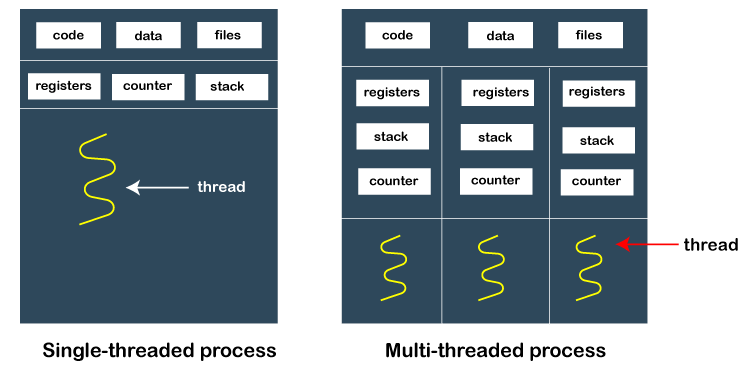 code data files
registers counter stack
thread
Single-threaded process
code data files
registers registers registers
stack stack stack
counter counter counter
thread
Multi-threaded process